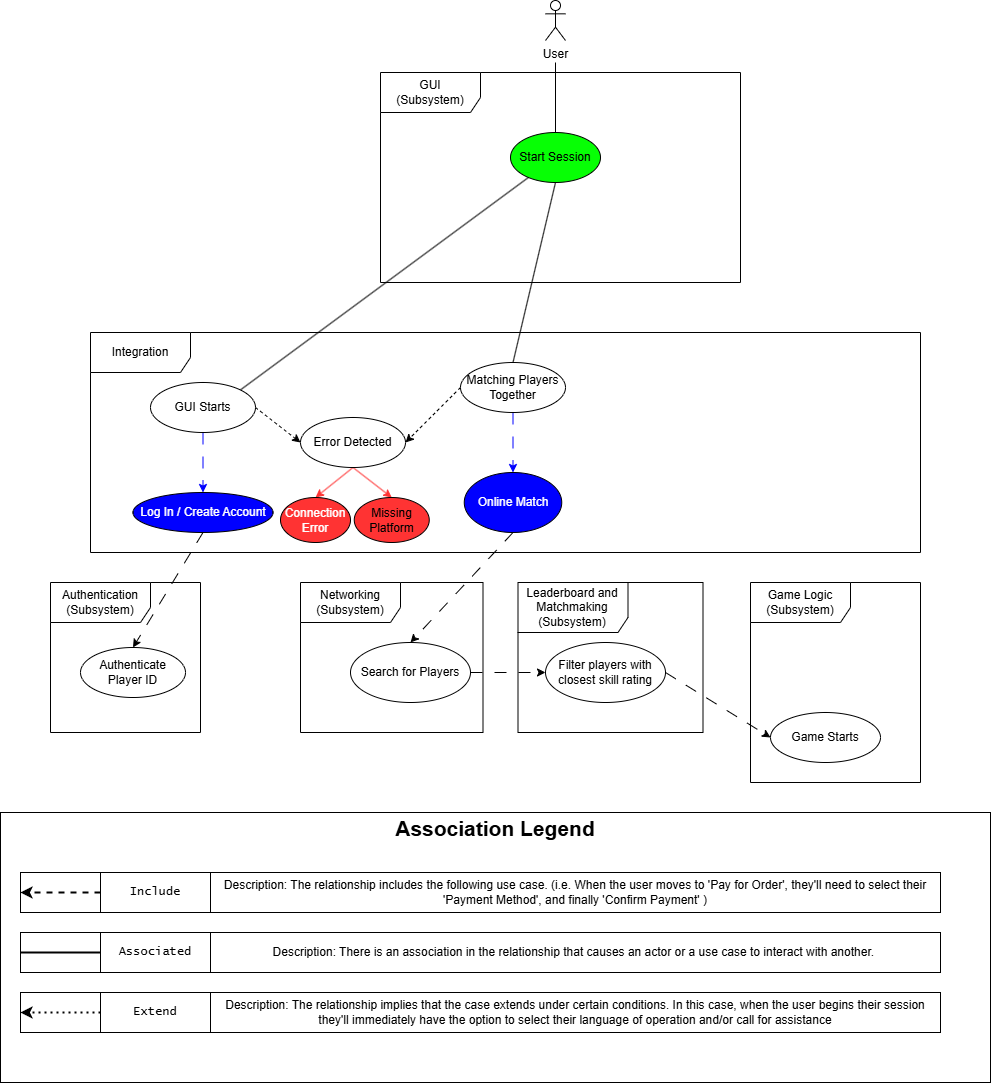 User
GUI
(Subsystem)
Start Session
Integration
Matching Players
Together
GUI Starts
Error Detected
Log In / Create Account
Connection
Error
Missing
Platform
Online Match
Authentication
(Subsystem)
Authenticate
Player ID
Networking
(Subsystem)
Search for Players
Leaderboard and
Matchmaking
(Subsystem)
Filter players with
closest skill rating
Game Logic
(Subsystem)
Game Starts
Association Legend
Include
Description: The relationship includes the following use case. (i.e. When the user moves to 'Pay for Order', they'll need to select their
'Payment Method', and finally 'Confirm Payment' )
Associated
Description: There is an association in the relationship that causes an actor or a use case to interact with another.
Extend
Description: The relationship implies that the case extends under certain conditions. In this case, when the user begins their session
they'll immediately have the option to select their language of operation and/or call for assistance